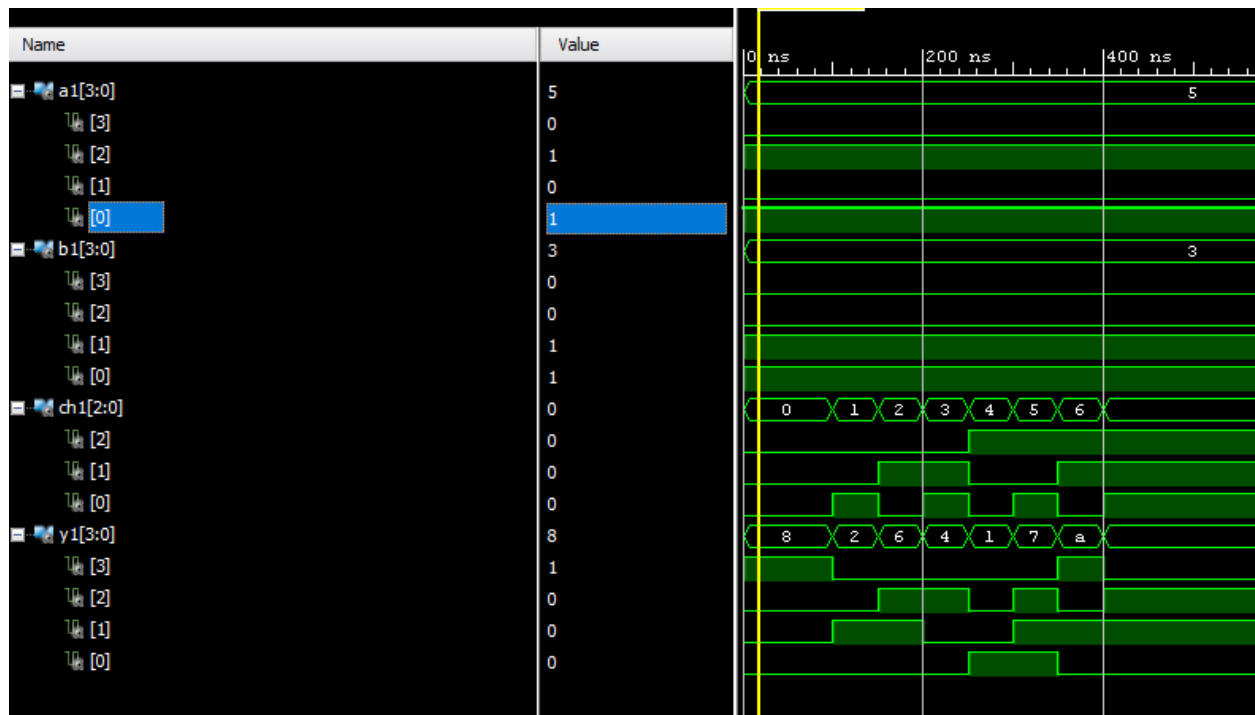 Name Value
0 ns 200 ns 400 ns
a1[3:0] 5 5
[3] 0
[2] 1
[1] 0
[0] 1
b1[3:0] 3 3
[3] 0
[2] 0
[1] 1
[0] 1
ch1[2:0] 0 0 1 2 3 4 5 6
[2] 0
[1] 0
[0] 0
y1[3:0] 8 8 2 6 4 1 7 a
[3] 1
[2] 0
[1] 0
[0] 0